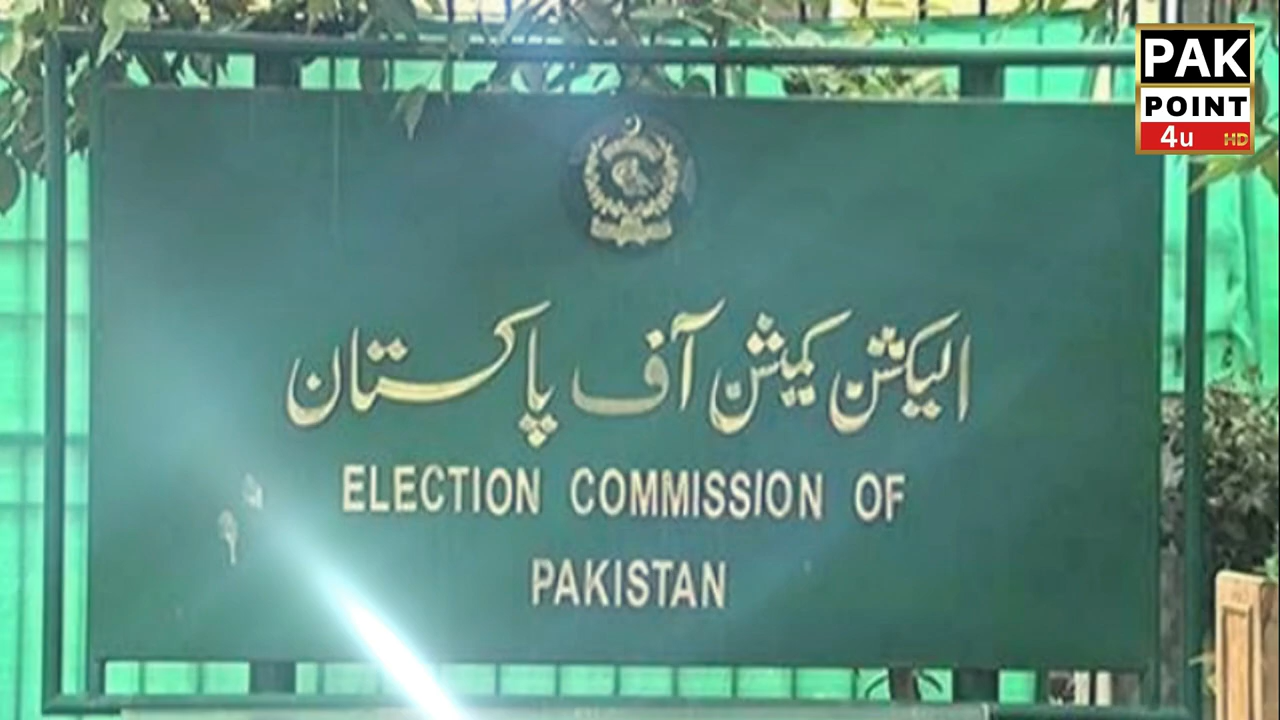 PAK
POINT
4u HD
الیکشن کمیشن آف پاکستان
ELECTION COMMISSION OF
PAKISTAN